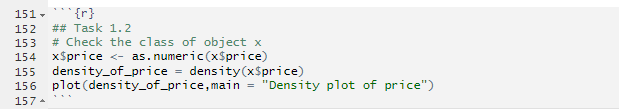 151 ```{r}
152 ## Task 1.2
153 # Check the class of object x
154 x$price <- as.numeric(x$price)
155 density_of_price = density(x$price)
156 plot(density_of_price,main = "Density plot of price")
157 ```